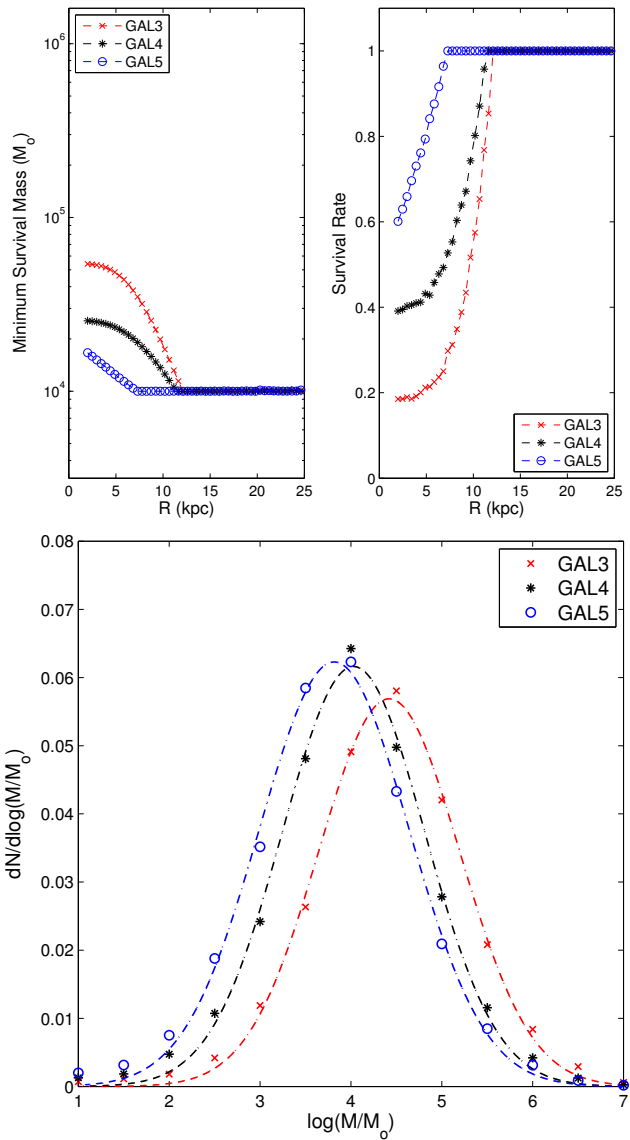 GAL3
GAL4
GAL5
10^6
10^5
10^4
Minimum Survival Mass (M_o)
0 5 10 15 20 25
R (kpc)
1
0.8
0.6
0.4
0.2
0
Survival Rate
GAL3
GAL4
GAL5
0 5 10 15 20 25
R (kpc)
0.08
0.07
0.06
0.05
0.04
0.03
0.02
0.01
0
dN/dlog(M/M_o)
GAL3
GAL4
GAL5
1 2 3 4 5 6 7
log(M/M_o)